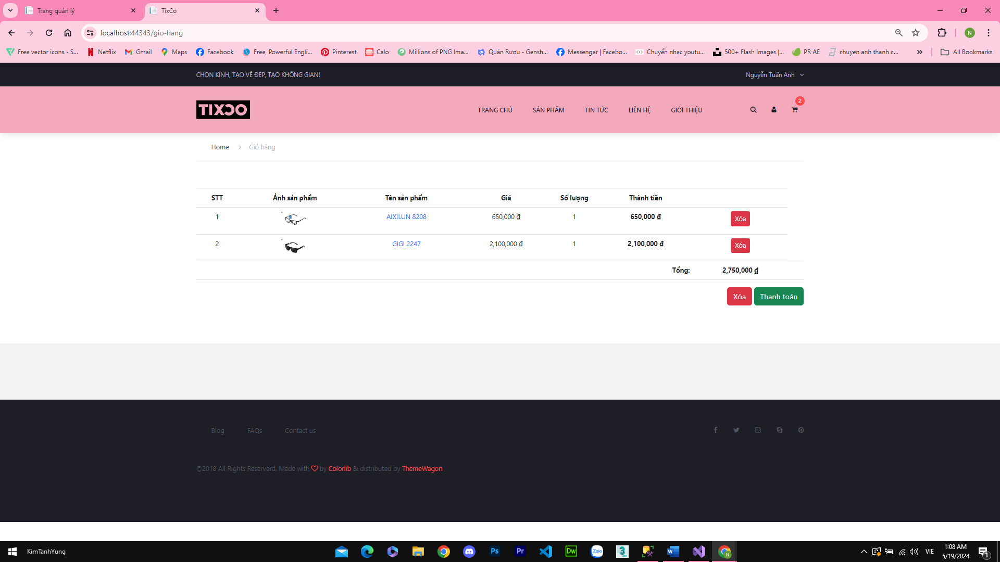 Trang quản lý
TixCo
localhost:44343/gio-hang
N
Free vector icons - S...
Netflix
Gmail
Maps
Facebook
Free, Powerful Engli...
Pinterest
Calo
Millions of PNG Ima...
Quán Rượu - Gensh...
Messenger | Facebo...
Chuyển nhạc youtu...
500+ Flash Images |...
PR AE
chuyen anh thanh c...
All Bookmarks
CHỌN KÍNH, TẠO VẺ ĐẸP, TẠO KHÔNG GIAN!
Nguyễn Tuấn Anh
TIXCO
TRANG CHỦ
SẢN PHẨM
TIN TỨC
LIÊN HỆ
GIỚI THIỆU
2
Home
Giỏ hàng
STT Ảnh sản phẩm Tên sản phẩm Giá Số lượng Thành tiền
1 AIXILUN 8208 650,000 ₫ 1 650,000 ₫ Xóa
2 GIGI 2247 2,100,000 ₫ 1 2,100,000 ₫ Xóa
Tổng: 2,750,000 ₫
Xóa Thanh toán
Blog FAQs Contact us
©2018 All Rights Reserverd. Made with by Colorlib & distributed by ThemeWagon
KimTanhYung
Ps
Pr
Dw
Zalo
3
W
N
VIE
1:08 AM
5/19/2024
1